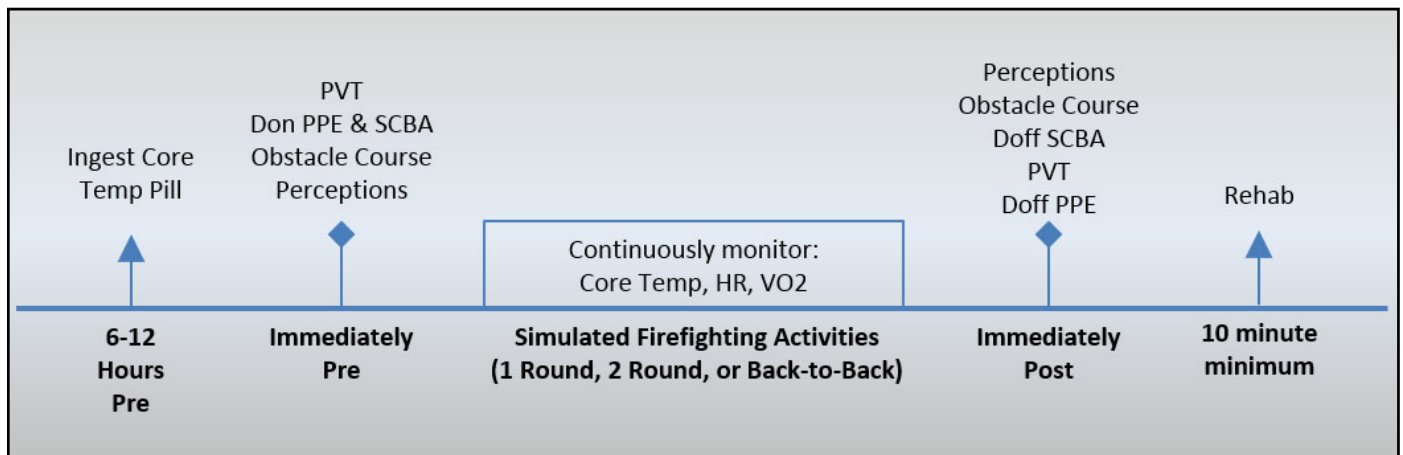 Ingest Core
Temp Pill
PVT
Don PPE & SCBA
Obstacle Course
Perceptions
Continuously monitor:
Core Temp, HR, VO2
Perceptions
Obstacle Course
Doff SCBA
PVT
Doff PPE
Rehab
6-12
Hours
Pre
Immediately
Pre
Simulated Firefighting Activities
(1 Round, 2 Round, or Back-to-Back)
Immediately
Post
10 minute
minimum